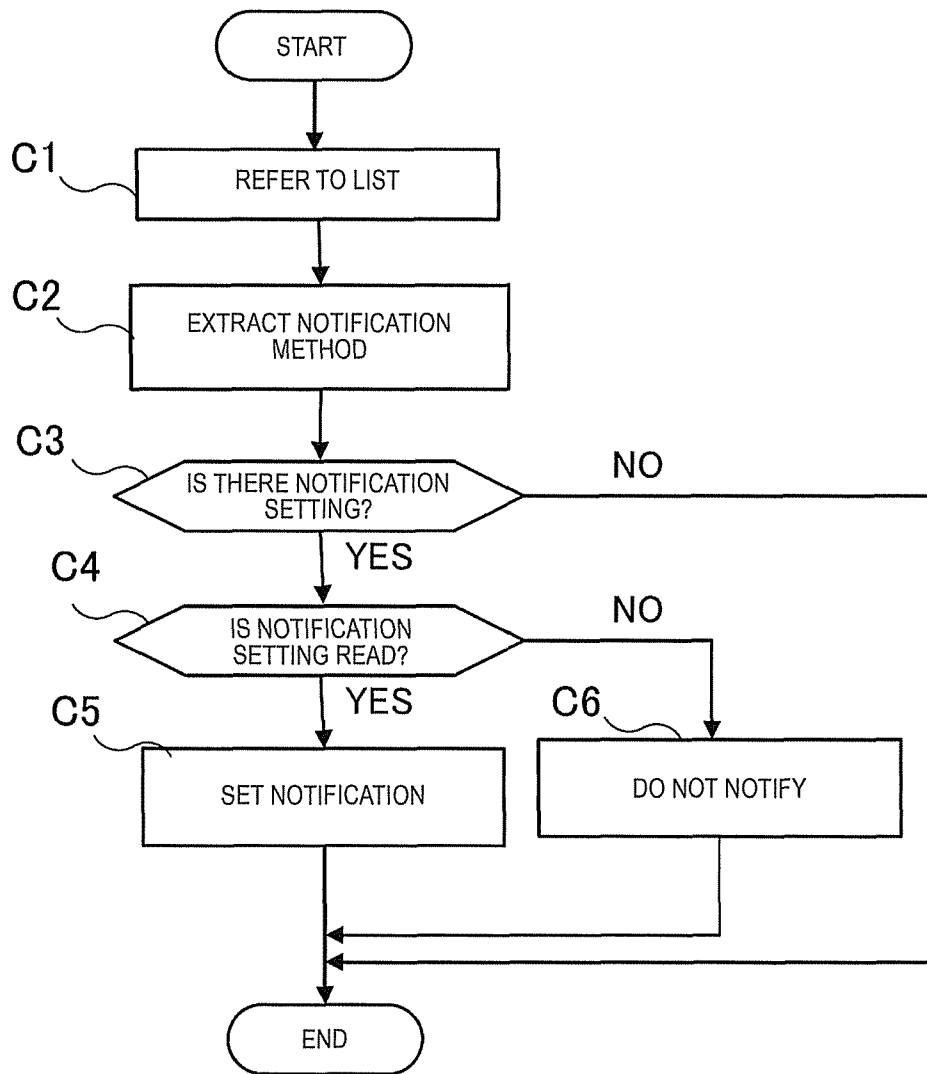 START
C1
REFER TO LIST
C2
EXTRACT NOTIFICATION
METHOD
C3
IS THERE NOTIFICATION
SETTING?
NO
YES
C4
IS NOTIFICATION
SETTING READ?
NO
YES
C5
SET NOTIFICATION
C6
DO NOT NOTIFY
END